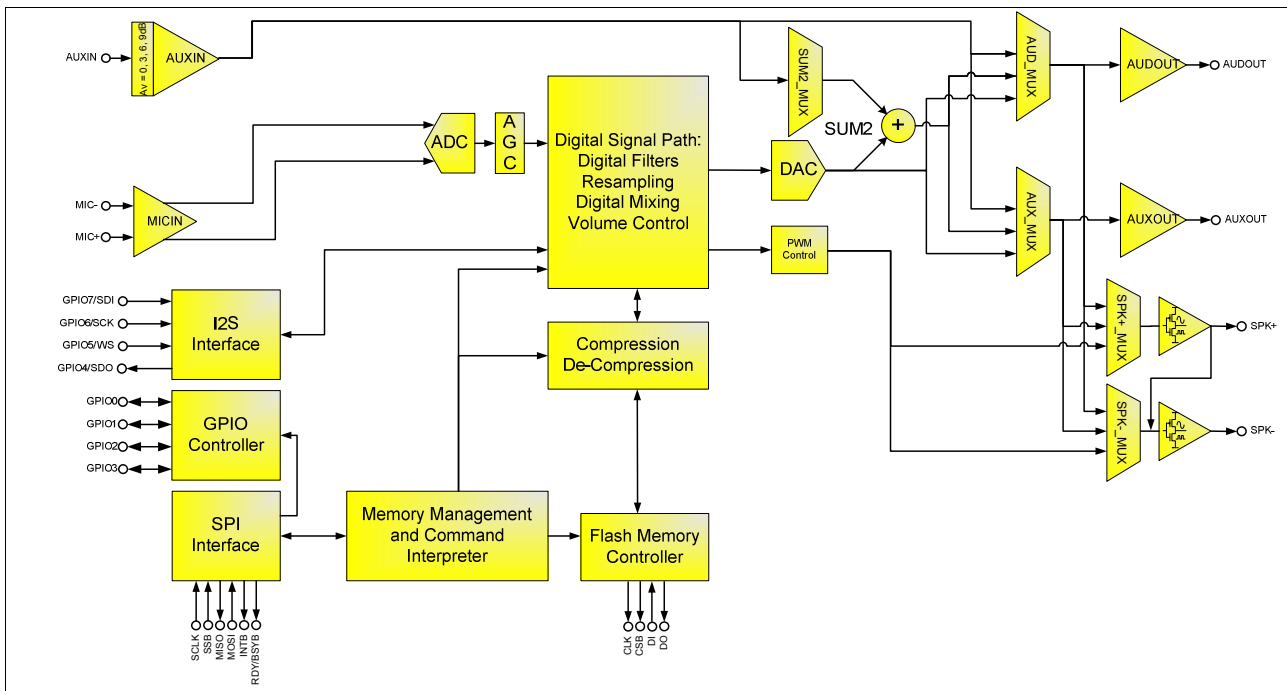 AUXIN
Av = 0, 3, 6, 9dB
AUXIN
SUM2_MUX
SUM2
+
AUD_MUX
AUDOUT
AUDOUT
MIC-
MIC+
MICIN
ADC
A
G
C
Digital Signal Path:
Digital Filters
Resampling
Digital Mixing
Volume Control
DAC
PWM
Control
AUX_MUX
AUXOUT
AUXOUT
GPIO7/SDI
GPIO6/SCK
GPIO5/WS
GPIO4/SDO
I2S
Interface
Compression
De-Compression
SPK+_MUX
SPK+
SPK-_MUX
SPK-
GPIO0
GPIO1
GPIO2
GPIO3
GPIO
Controller
SPI
Interface
Memory Management
and Command
Interpreter
Flash Memory
Controller
SCLK
SSB
MISO
MOSI
INTB
RDY/BSYB
CLK
CSB
DI
DO